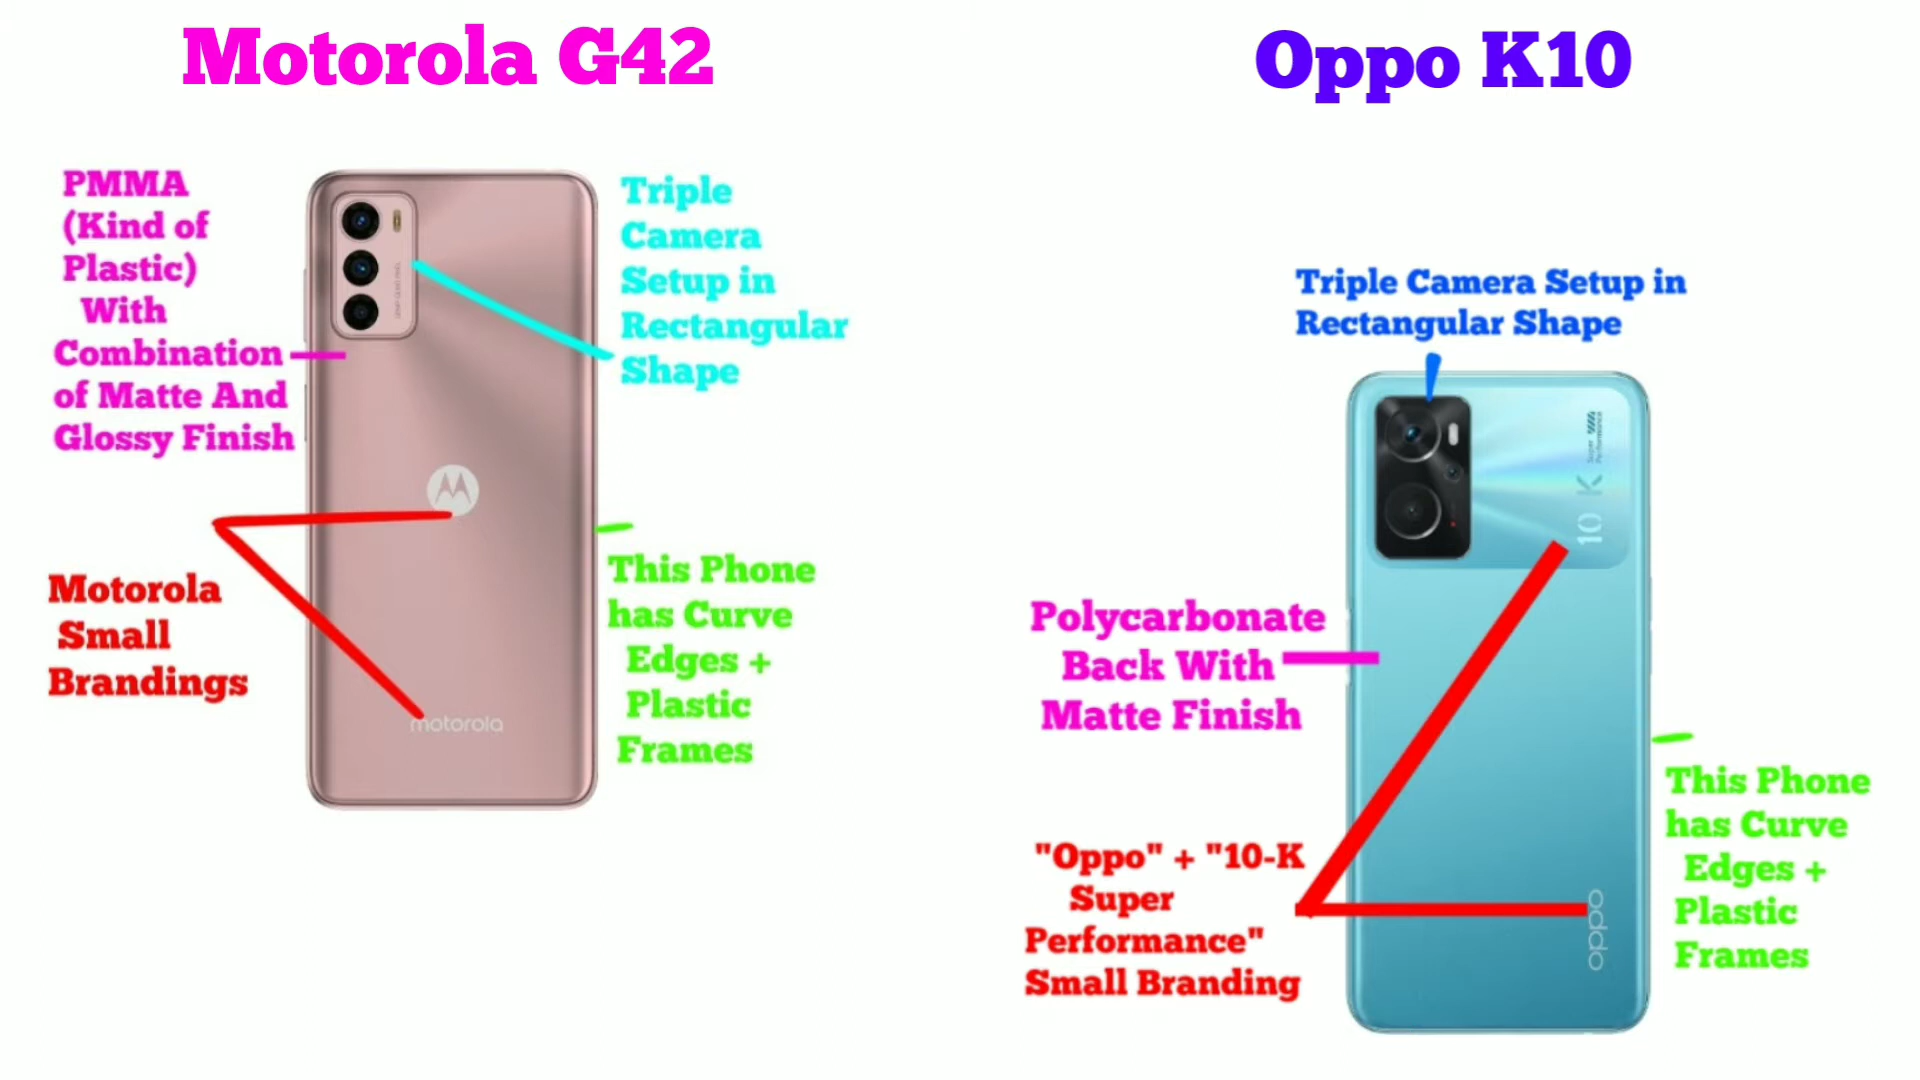 Motorola G42
Oppo K10
PMMA
(Kind of
Plastic)
With
Combination
of Matte And
Glossy Finish
Triple
Camera
Setup in
Rectangular
Shape
Motorola
Small
Brandings
This Phone
has Curve
Edges +
Plastic
Frames
motorola
Triple Camera Setup in
Rectangular Shape
Polycarbonate
Back With
Matte Finish
"Oppo" + "10-K
Super
Performance"
Small Branding
This Phone
has Curve
Edges +
Plastic
Frames
10 K
Super
Performance
oppo